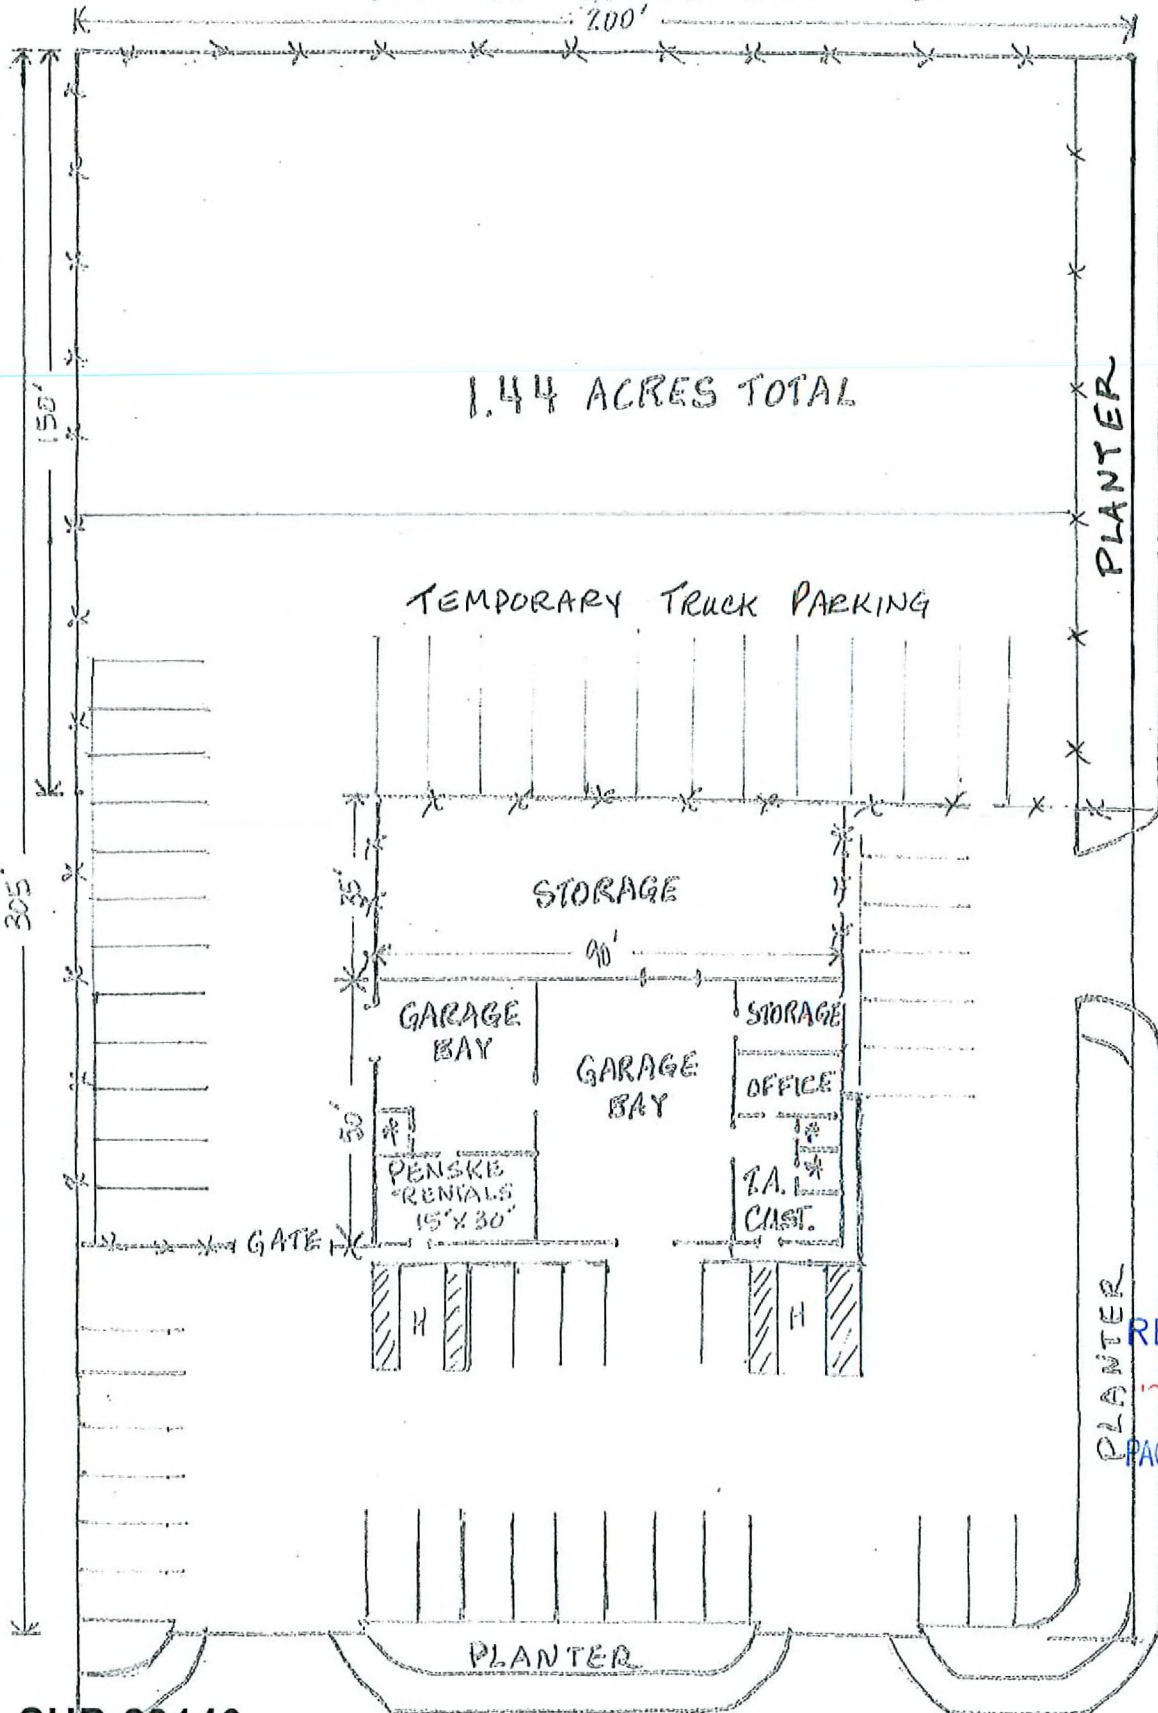 200'
150'
305'
1.44 ACRES TOTAL
PLANTER
TEMPORARY TRUCK PARKING
35'
STORAGE
90'
GARAGE
BAY
GARAGE
BAY
STORAGE
OFFICE
50'
*
*
*
PENSKE
RENTALS
15' X 30'
CUST.
GATE
H
H
PLANTER
PLANTER